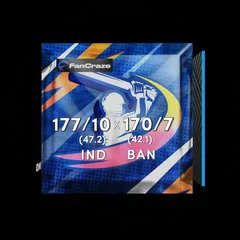 FanCraze
177/10 × 170/7
(47.2) (42.1)
IND BAN